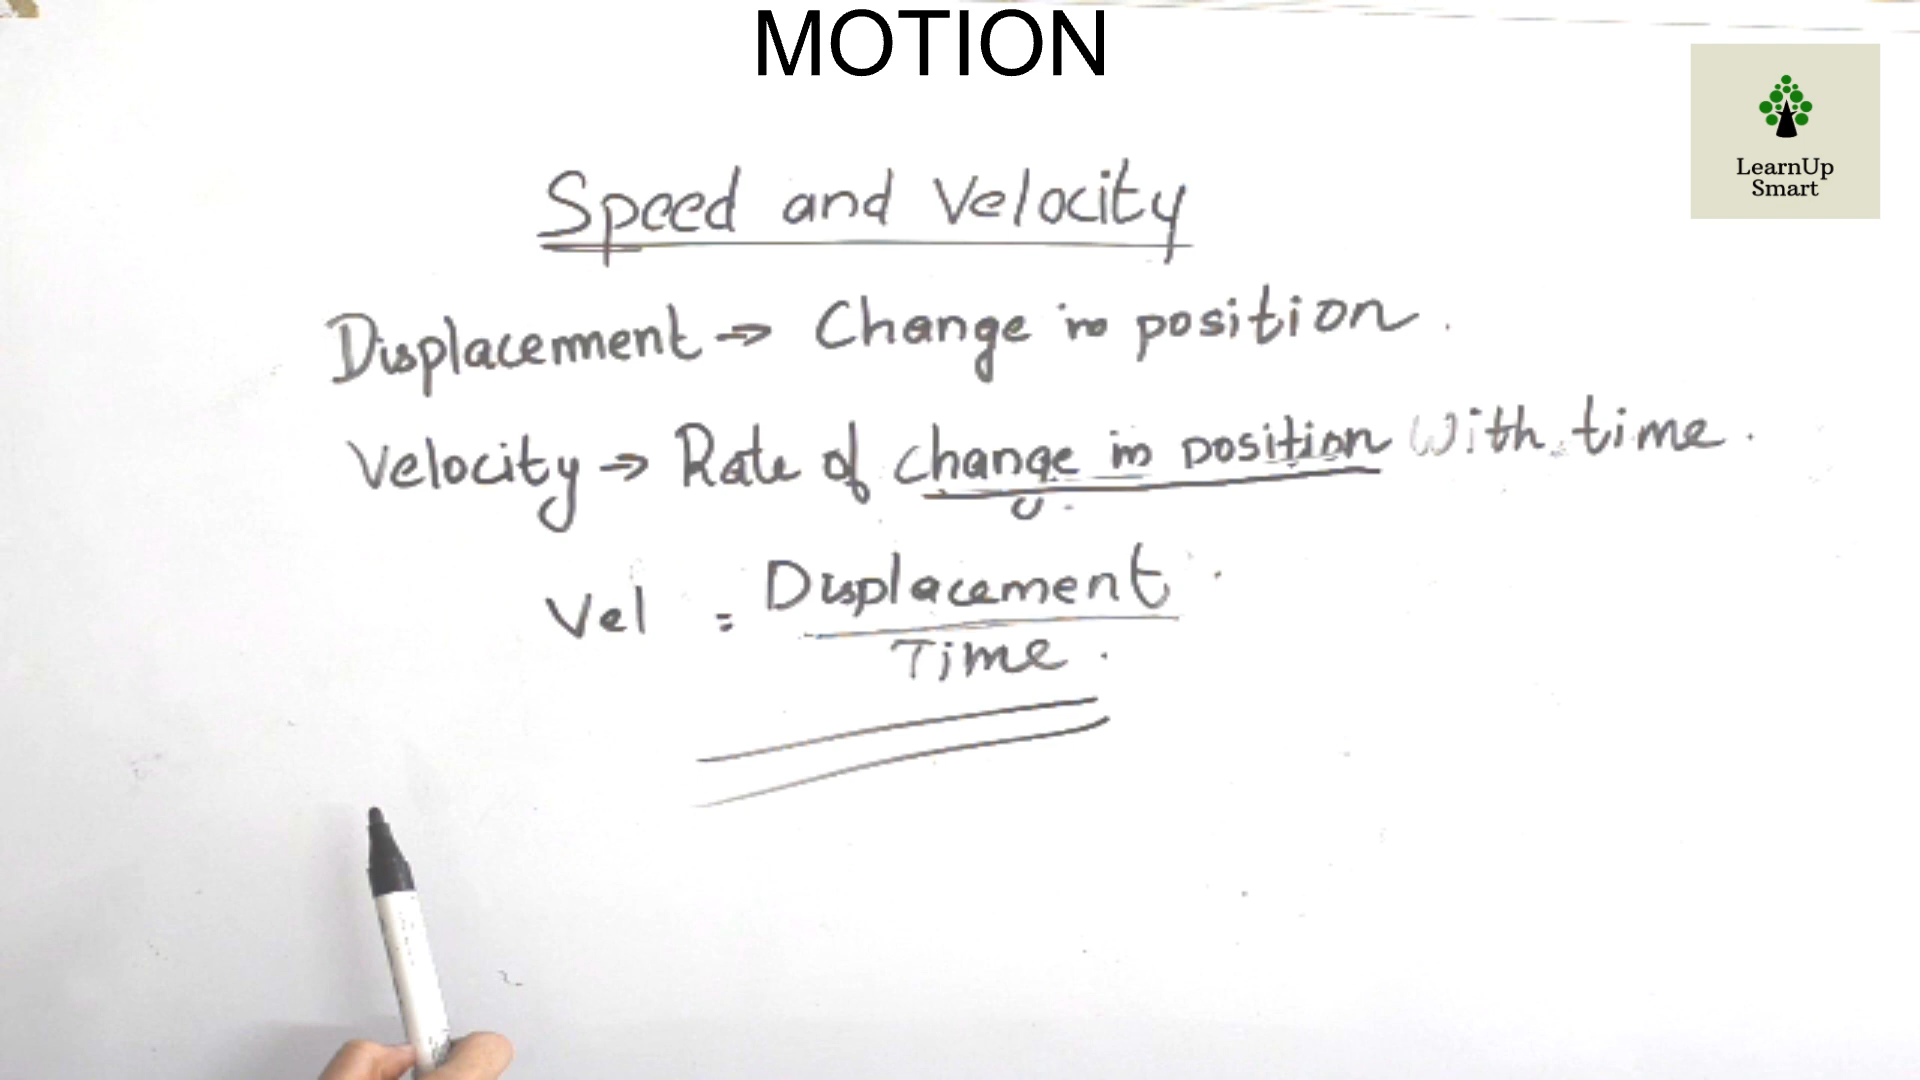 MOTION
LearnUp
Smart
Speed and Velocity
Displacement → Change in position.
Velocity → Rate of change in position with time.
Vel = Displacement
Time.